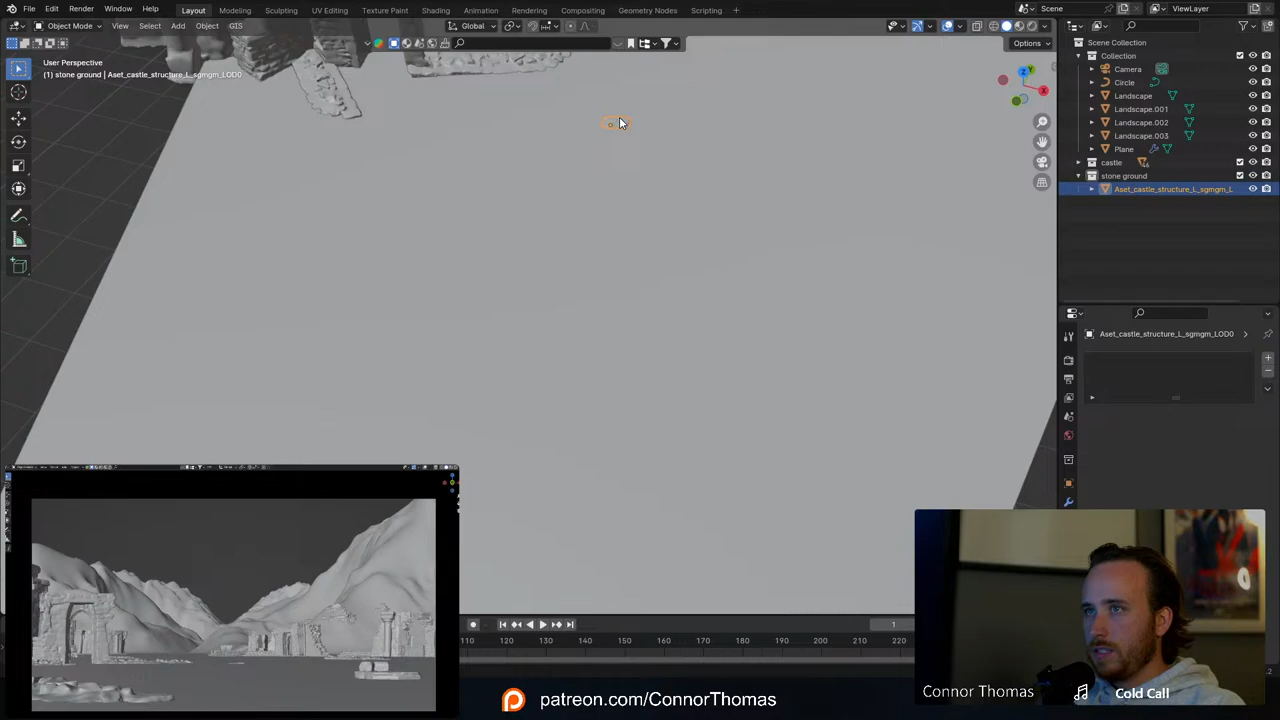 File Edit Render Window Help Layout Modeling Sculpting UV Editing Texture Paint Shading Animation Rendering Compositing Geometry Nodes Scripting Scene ViewLayer
Object Mode View Select Add Object GIS Global
Options
User Perspective
(1) stone ground | Aset_castle_structure_L_sgmgm_LOD0
Z
Y
X
Scene Collection
Collection
Camera
Circle
Landscape
Landscape.001
Landscape.002
Landscape.003
Plane
castle
stone ground
Aset_castle_structure_L_sgmgm_L
Aset_castle_structure_L_sgmgm_LOD0
1
110 120 130 140 150 160 170 180 190 200 210 220
patreon.com/ConnorThomas
Connor Thomas Cold Call